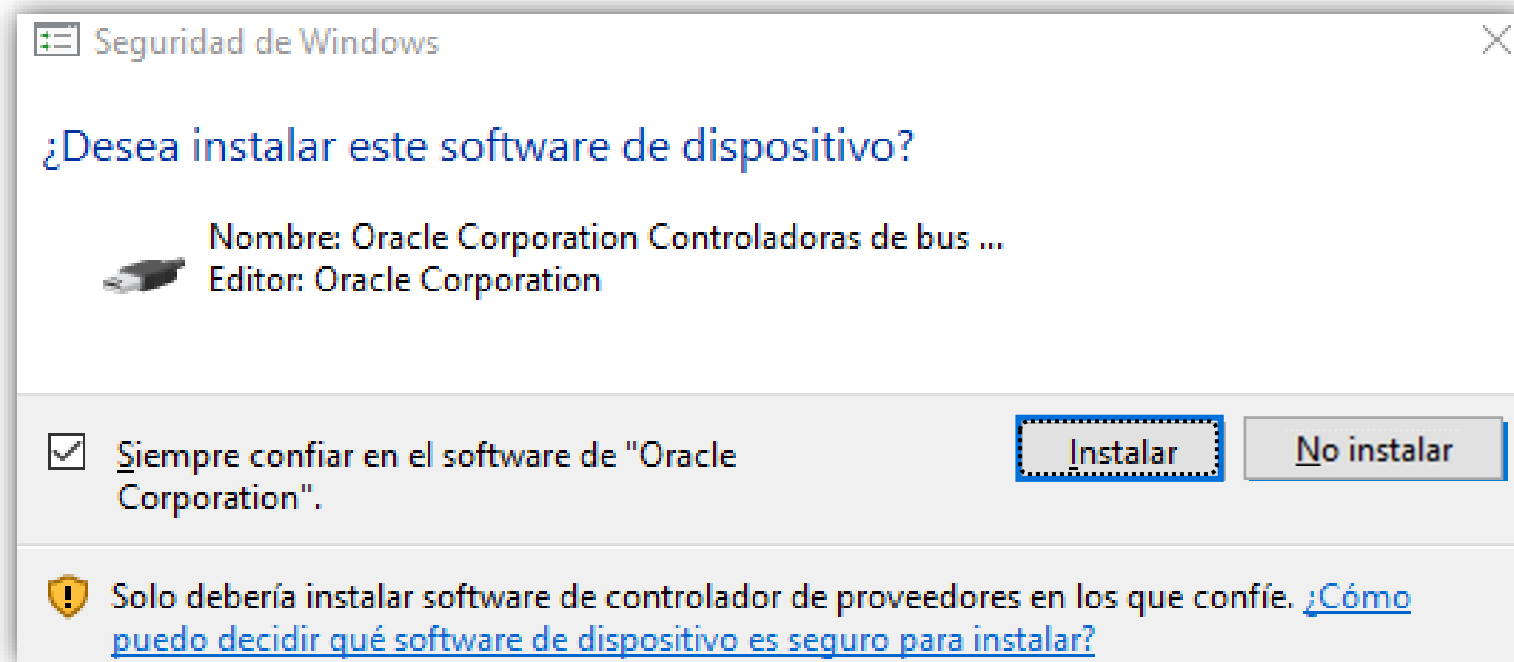 Seguridad de Windows
¿Desea instalar este software de dispositivo?
Nombre: Oracle Corporation Controladoras de bus ...
Editor: Oracle Corporation
Siempre confiar en el software de "Oracle
Corporation".
Instalar
No instalar
Solo debería instalar software de controlador de proveedores en los que confíe. ¿Cómo
puedo decidir qué software de dispositivo es seguro para instalar?